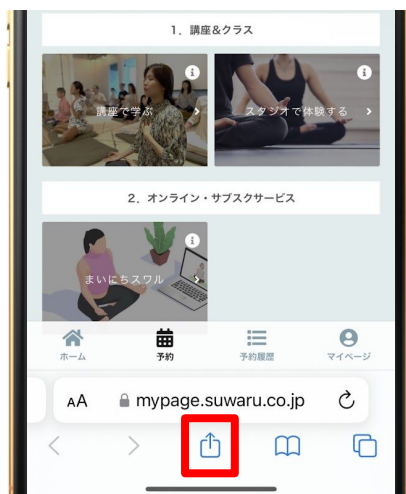 1．講座&クラス
講座で学ぶ
スタジオで体験する
2．オンライン・サブスクサービス
まいにちスワル
ホーム
予約
予約履歴
マイページ
AA
mypage.suwaru.co.jp